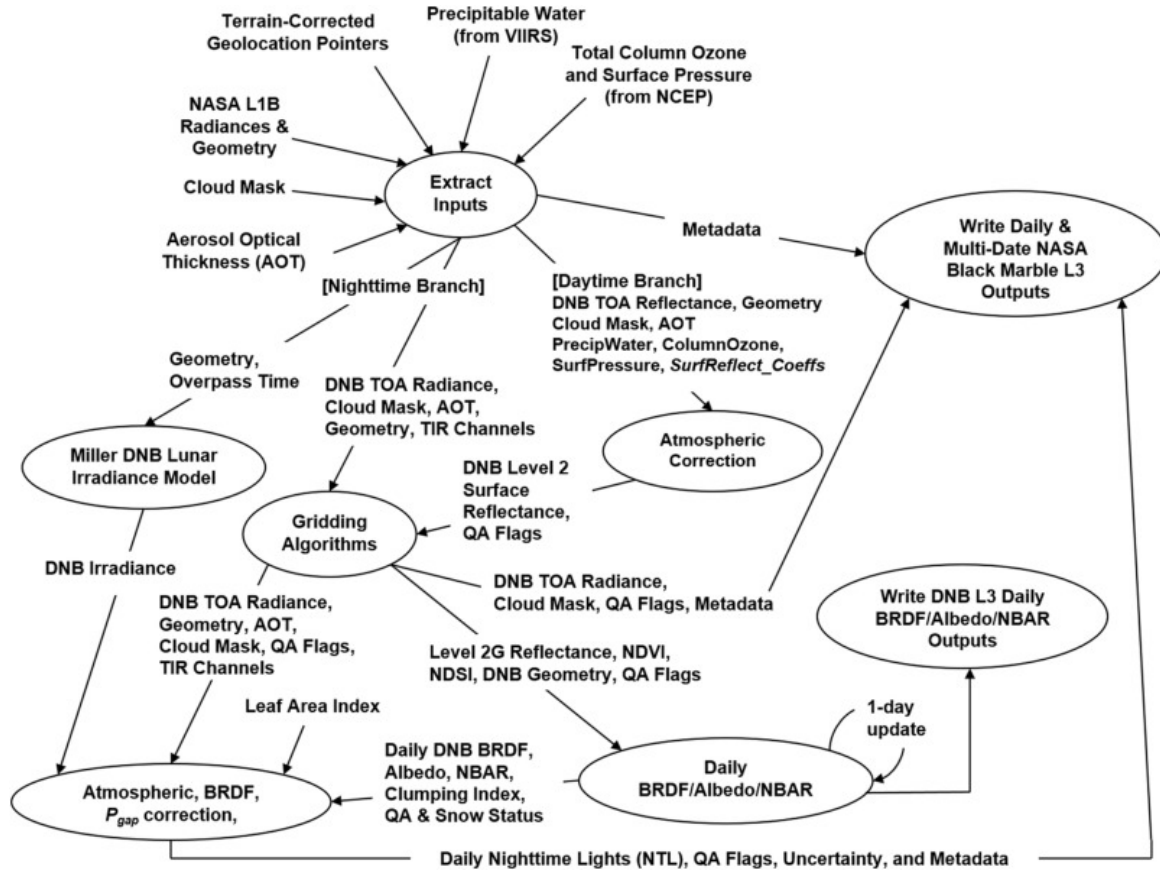 Terrain-Corrected
Geolocation Pointers
Precipitable Water
(from VIIRS)
Total Column Ozone
and Surface Pressure
(from NCEP)
NASA L1B
Radiances &
Geometry
Cloud Mask
Aerosol Optical
Thickness (AOT)
Extract
Inputs
Metadata
Write Daily &
Multi-Date NASA
Black Marble L3
Outputs
[Nighttime Branch]
[Daytime Branch]
DNB TOA Reflectance, Geometry
Cloud Mask, AOT
PrecipWater, ColumnOzone,
SurfPressure, SurfReflect_Coeffs
Geometry,
Overpass Time
DNB TOA Radiance,
Cloud Mask, AOT,
Geometry, TIR Channels
Miller DNB Lunar
Irradiance Model
Atmospheric
Correction
DNB Level 2
Surface
Reflectance,
QA Flags
Gridding
Algorithms
DNB Irradiance
DNB TOA Radiance,
Geometry, AOT,
Cloud Mask, QA Flags,
TIR Channels
DNB TOA Radiance,
Cloud Mask, QA Flags, Metadata
Write DNB L3 Daily
BRDF/Albedo/NBAR
Outputs
Level 2G Reflectance, NDVI,
NDSI, DNB Geometry, QA Flags
Leaf Area Index
1-day
update
Daily DNB BRDF,
Albedo, NBAR,
Clumping Index,
QA & Snow Status
Daily
BRDF/Albedo/NBAR
Atmospheric, BRDF,
Pgap correction,
Daily Nighttime Lights (NTL), QA Flags, Uncertainty, and Metadata